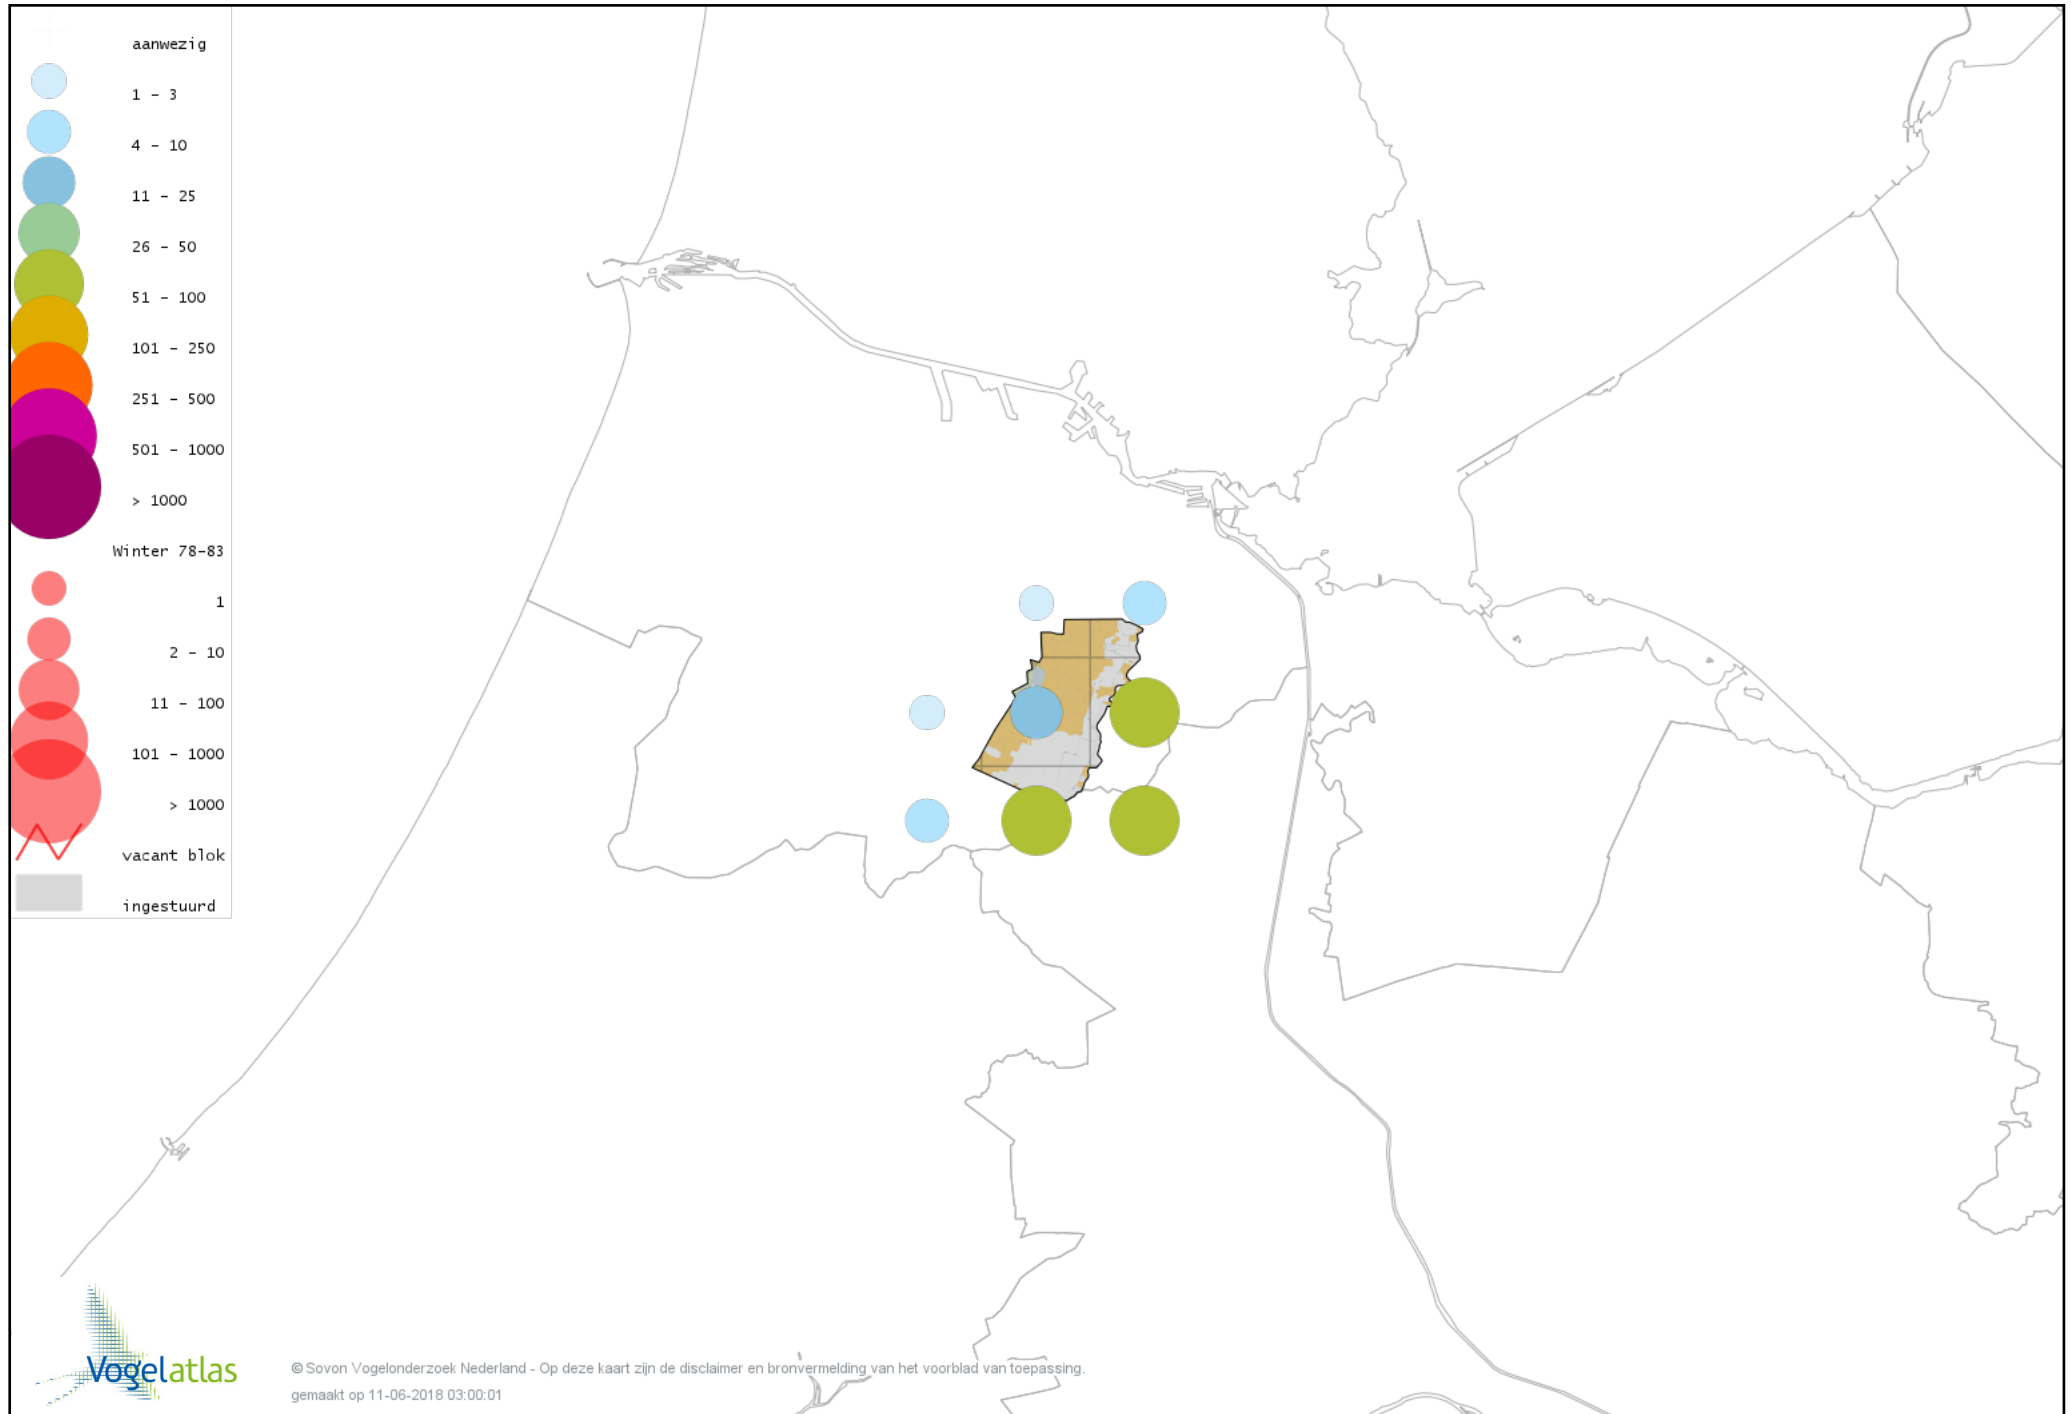 aanwezig
1 - 3
4 - 10
11 - 25
26 - 50
51 - 100
101 - 250
251 - 500
501 - 1000
> 1000
Winter 78-83
1
2 - 10
11 - 100
101 - 1000
> 1000
vacant blok
ingestuurd
Vogelatlas
© Sovon Vogelonderzoek Nederland - Op deze kaart zijn de disclaimer en bronvermelding van het voorblad van toepassing.
gemaakt op 11-06-2018 03:00:01